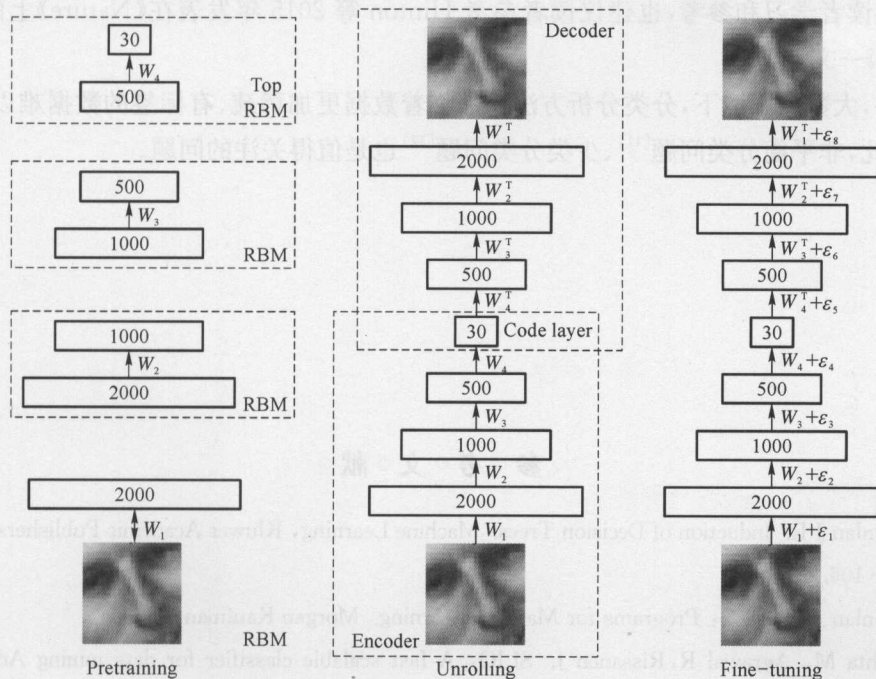 30
W₄
500
Top
RBM
500
W₃
1000
RBM
1000
W₂
2000
RBM
2000
W₁
RBM
Pretraining
Decoder
W₁ᵀ
2000
W₂ᵀ
1000
W₃ᵀ
500
W₄ᵀ
30
Code layer
W₄
500
W₃
1000
W₂
2000
W₁
Encoder
Unrolling
W₁ᵀ+ε₈
2000
W₂ᵀ+ε₇
1000
W₃ᵀ+ε₆
500
W₄ᵀ+ε₅
30
W₄+ε₄
500
W₃+ε₃
1000
W₂+ε₂
2000
W₁+ε₁
Fine-tuning